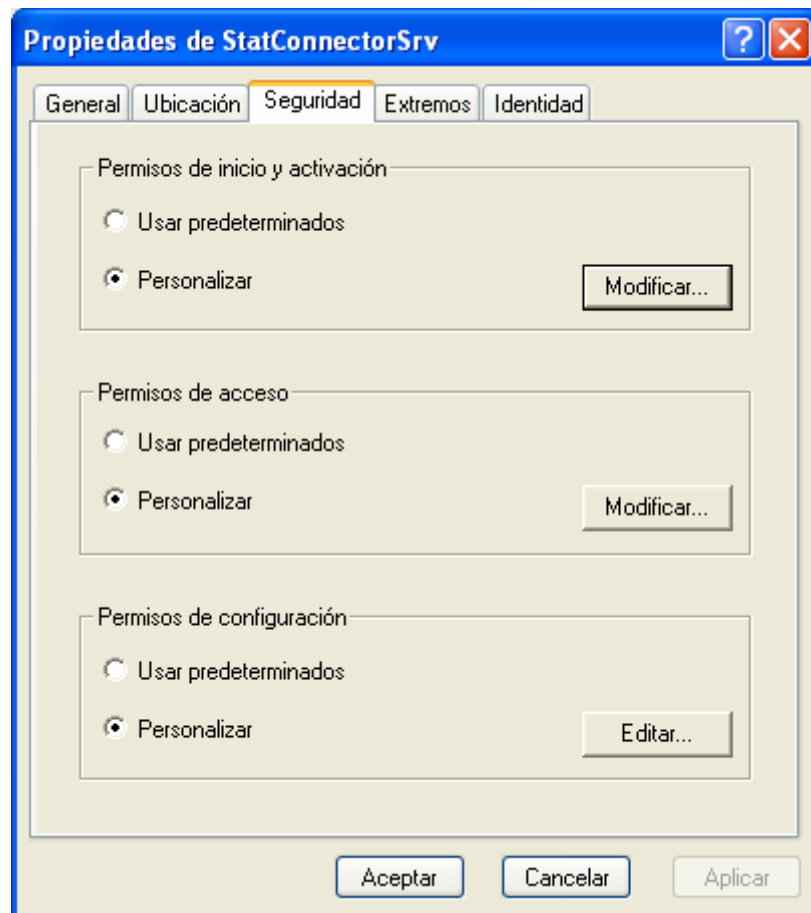 Propiedades de StatConnectorSrv
General Ubicación Seguridad Extremos Identidad
Permisos de inicio y activación
Usar predeterminados
Personalizar
Modificar...
Permisos de acceso
Usar predeterminados
Personalizar
Modificar...
Permisos de configuración
Usar predeterminados
Personalizar
Editar...
Aceptar Cancelar Aplicar